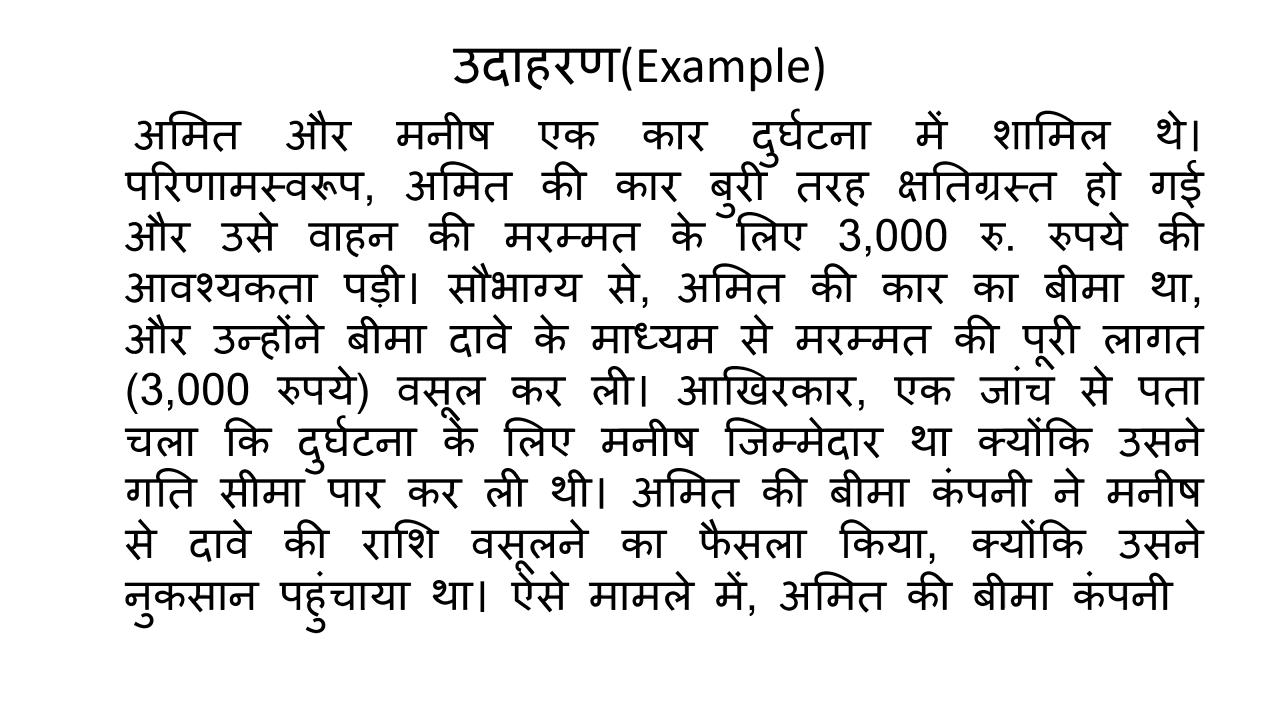 उदाहरण(Example)
अमित और मनीष एक कार दुर्घटना में शामिल थे।
परिणामस्वरूप, अमित की कार बुरी तरह क्षतिग्रस्त हो गई
और उसे वाहन की मरम्मत के लिए 3,000 रु. रुपये की
आवश्यकता पड़ी। सौभाग्य से, अमित की कार का बीमा था,
और उन्होंने बीमा दावे के माध्यम से मरम्मत की पूरी लागत
(3,000 रुपये) वसूल कर ली। आखिरकार, एक जांच से पता
चला कि दुर्घटना के लिए मनीष जिम्मेदार था क्योंकि उसने
गति सीमा पार कर ली थी। अमित की बीमा कंपनी ने मनीष
से दावे की राशि वसूलने का फैसला किया, क्योंकि उसने
नुकसान पहुंचाया था। ऐसे मामले में, अमित की बीमा कंपनी